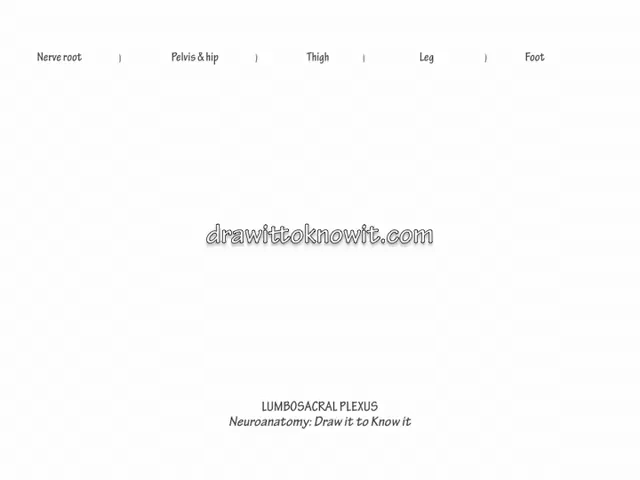 Nerve root ) Pelvis & hip ) Thigh ) Leg ) Foot
drawittoknowit.com
LUMBOSACRAL PLEXUS
Neuroanatomy: Draw it to Know it